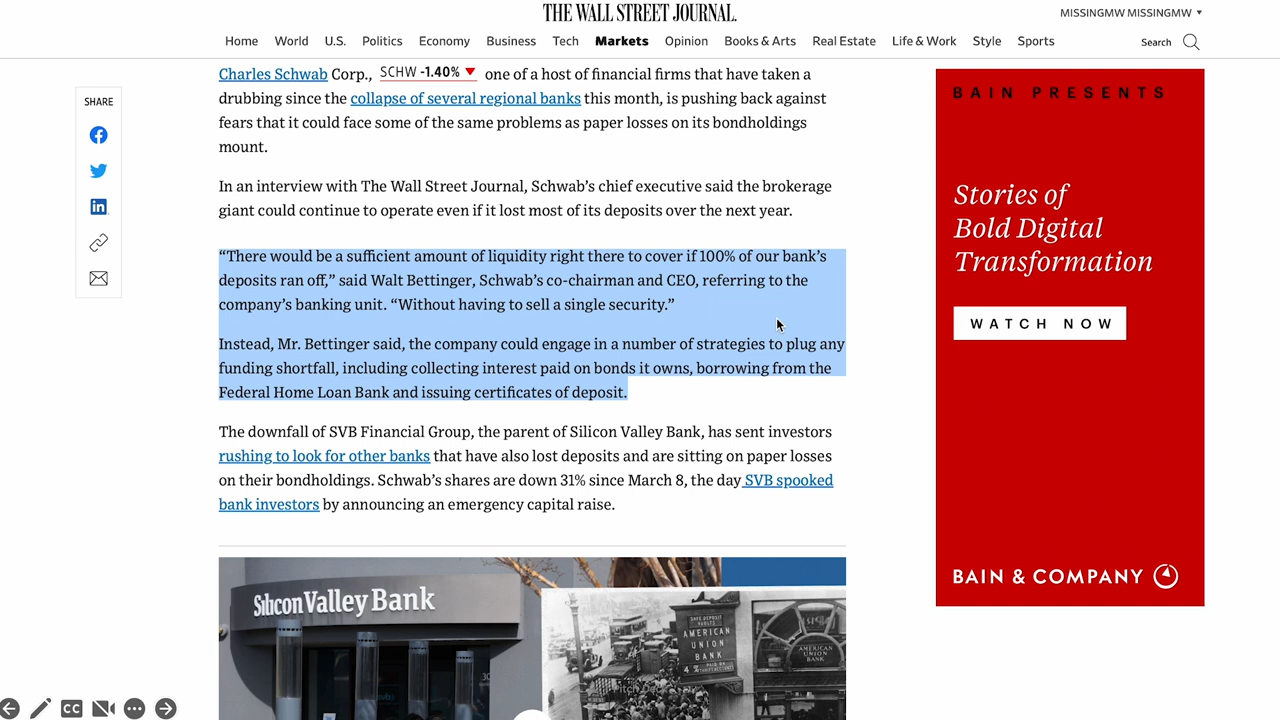 THE WALL STREET JOURNAL.
MISSINGMW MISSINGMW
Home World U.S. Politics Economy Business Tech Markets Opinion Books & Arts Real Estate Life & Work Style Sports
Search
SHARE
Charles Schwab Corp., SCHW -1.40% one of a host of financial firms that have taken a
drubbing since the collapse of several regional banks this month, is pushing back against
fears that it could face some of the same problems as paper losses on its bondholdings
mount.
In an interview with The Wall Street Journal, Schwab’s chief executive said the brokerage
giant could continue to operate even if it lost most of its deposits over the next year.
“There would be a sufficient amount of liquidity right there to cover if 100% of our bank’s
deposits ran off,” said Walt Bettinger, Schwab’s co-chairman and CEO, referring to the
company’s banking unit. “Without having to sell a single security.”
Instead, Mr. Bettinger said, the company could engage in a number of strategies to plug any
funding shortfall, including collecting interest paid on bonds it owns, borrowing from the
Federal Home Loan Bank and issuing certificates of deposit.
The downfall of SVB Financial Group, the parent of Silicon Valley Bank, has sent investors
rushing to look for other banks that have also lost deposits and are sitting on paper losses
on their bondholdings. Schwab’s shares are down 31% since March 8, the day SVB spooked
bank investors by announcing an emergency capital raise.
BAIN PRESENTS
Stories of
Bold Digital
Transformation
WATCH NOW
BAIN & COMPANY
Silicon Valley Bank
SAFE DEPOSIT
VAULTS
AMERICAN
UNION
BANK
AMERICAN UNION
BANK
CC